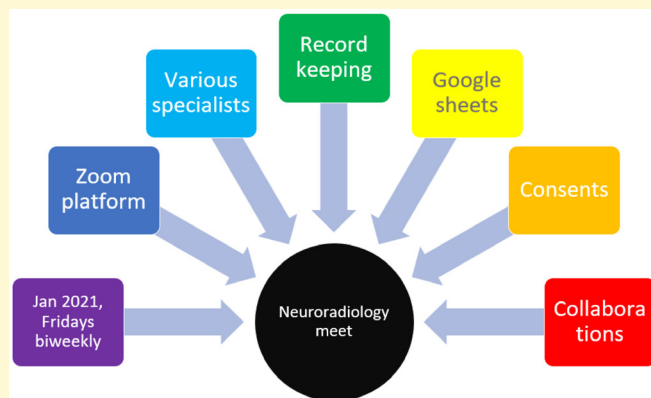 Record
keeping
Various
specialists
Google
sheets
Zoom
platform
Consents
Jan 2021,
Fridays
biweekly
Neuroradiology
meet
Collabora
tions